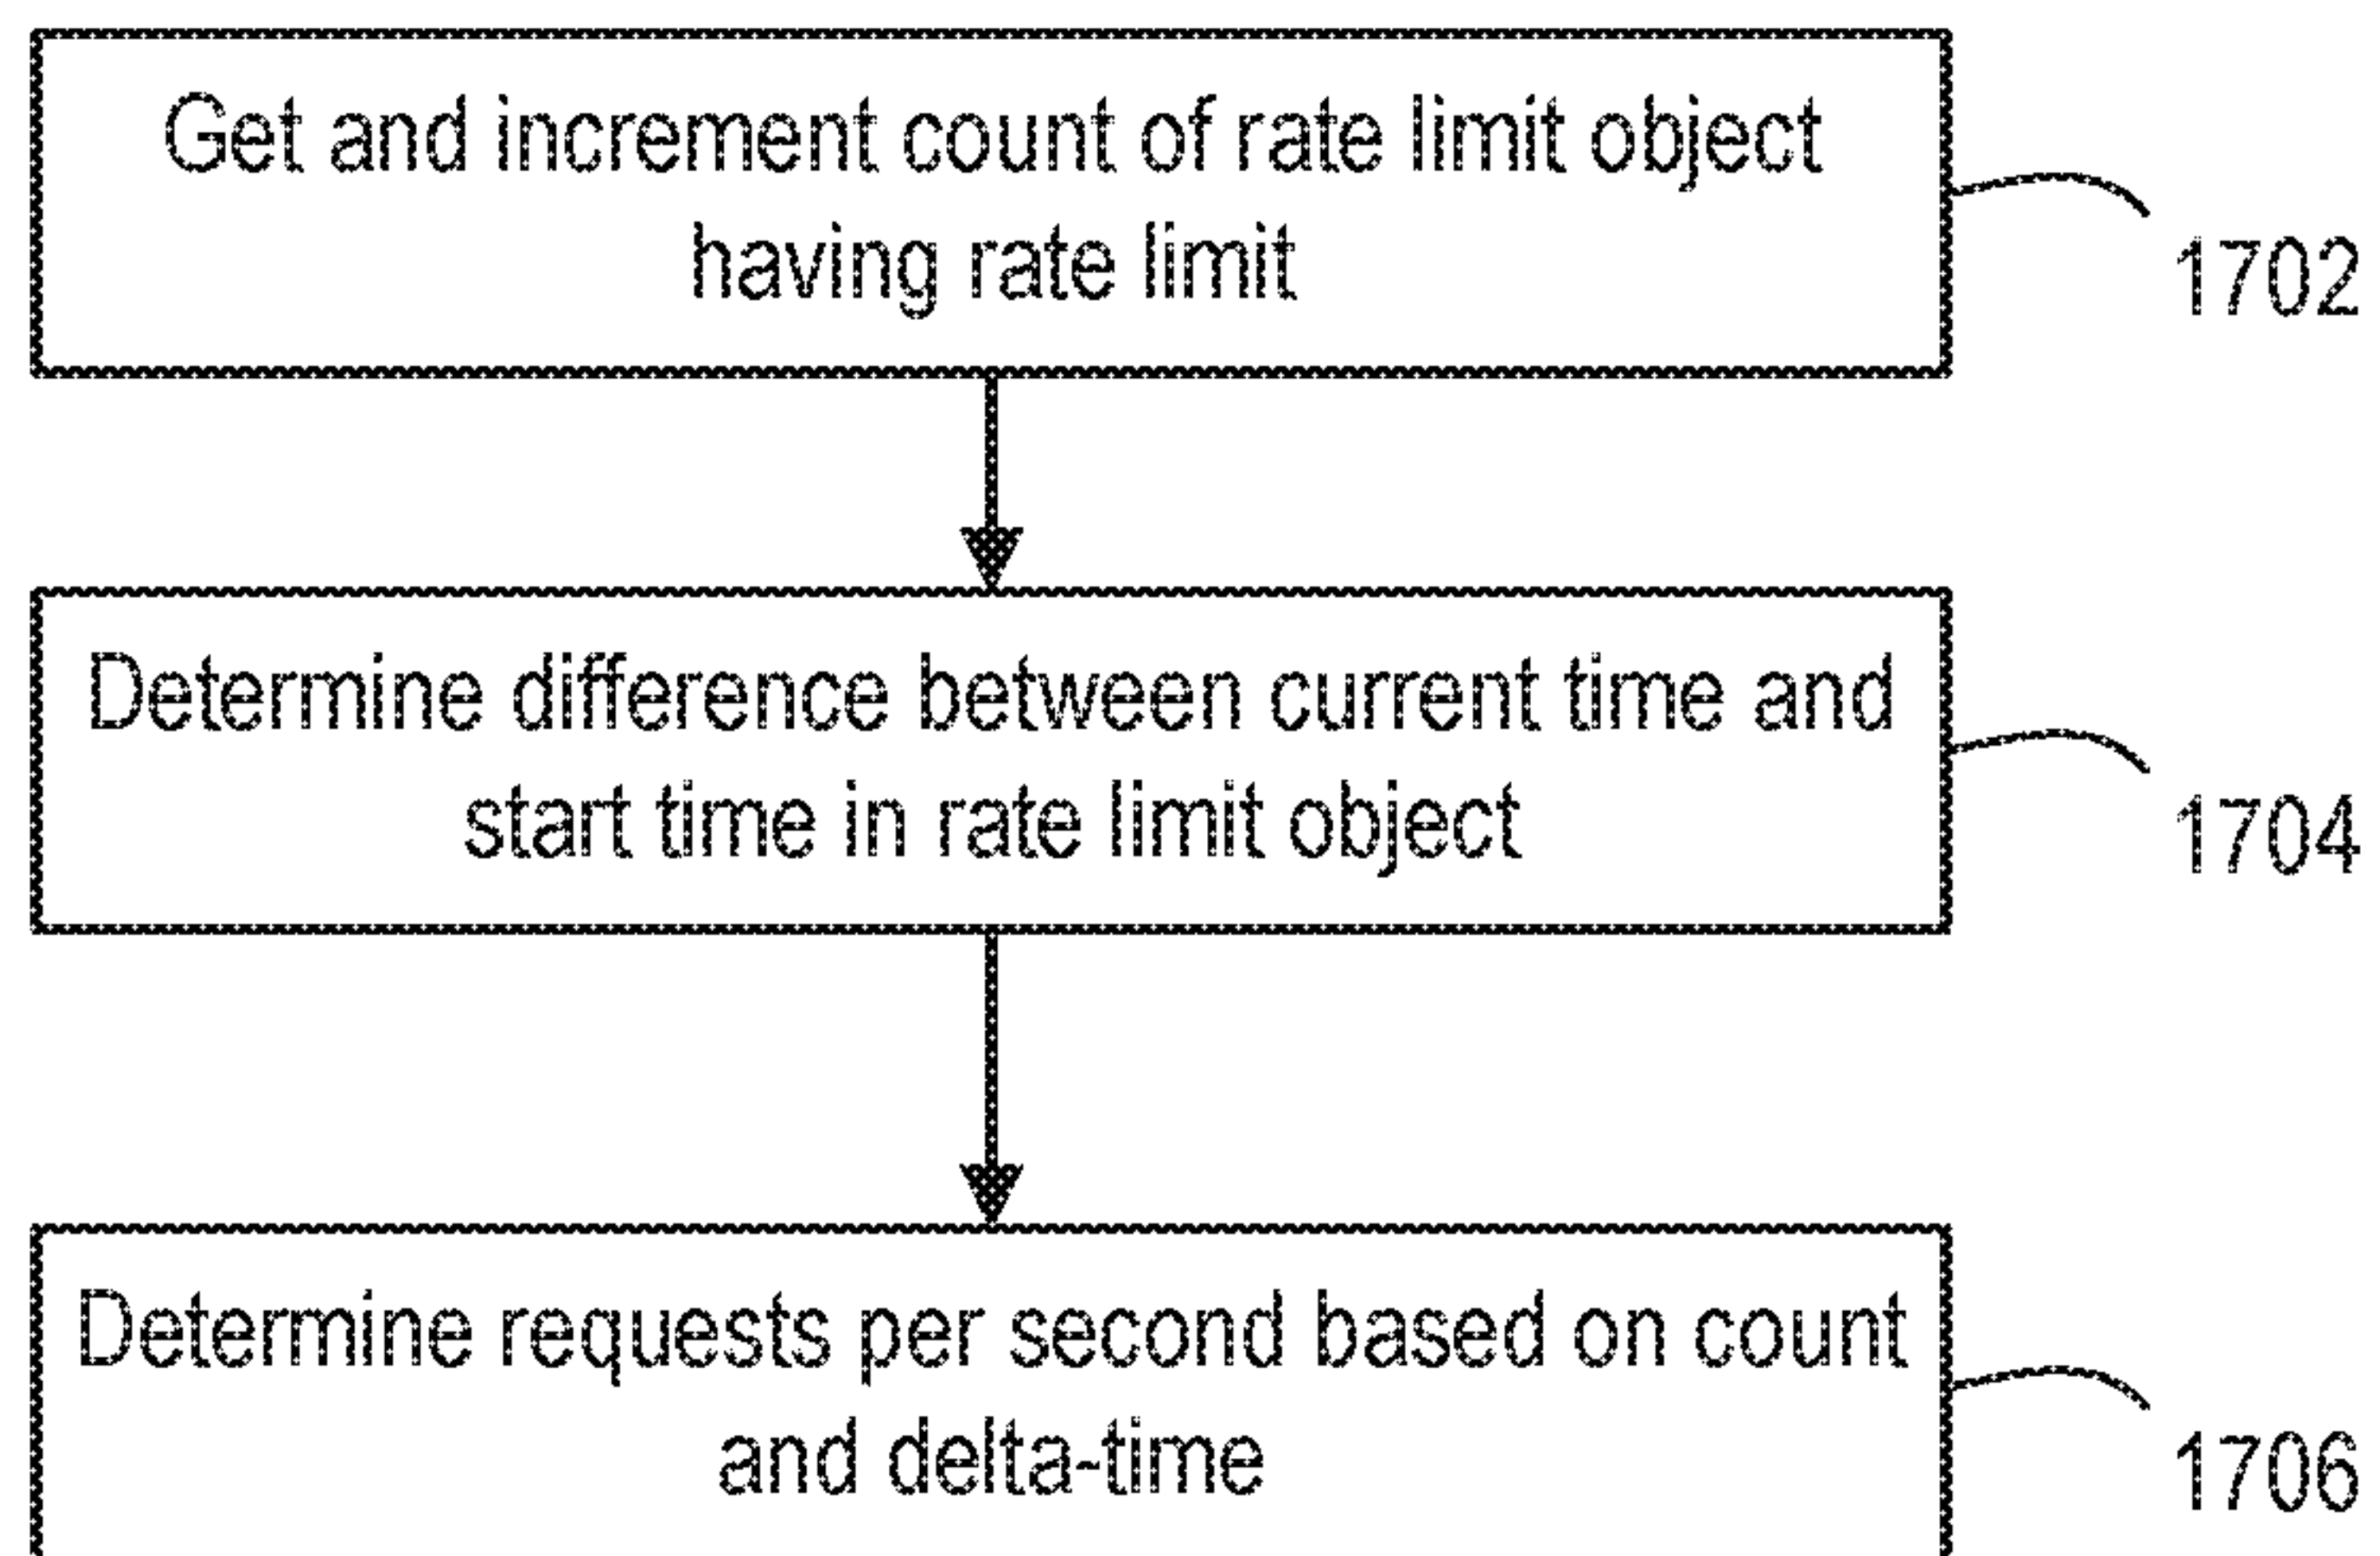 Get and increment count of rate limit object
having rate limit
1702
Determine difference between current time and
start time in rate limit object
1704
Determine requests per second based on count
and delta-time
1706